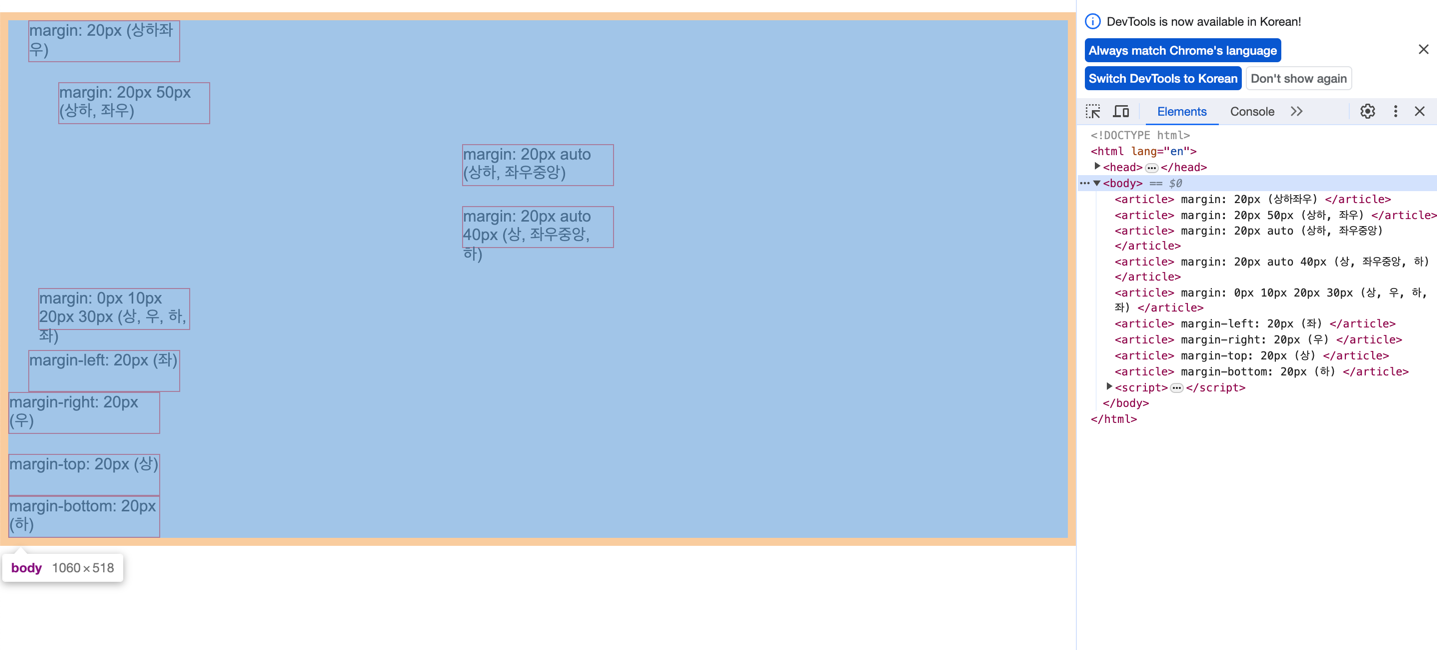 margin: 20px (상하좌
우)
margin: 20px 50px
(상하, 좌우)
margin: 20px auto
(상하, 좌우중앙)
margin: 20px auto
40px (상, 좌우중앙,
하)
margin: 0px 10px
20px 30px (상, 우, 하,
좌)
margin-left: 20px (좌)
margin-right: 20px
(우)
margin-top: 20px (상)
margin-bottom: 20px
(하)
body 1060×518
DevTools is now available in Korean!
Always match Chrome's language
Switch DevTools to Korean Don't show again
Elements Console
<!DOCTYPE html>
<html lang="en">
<head> … </head>
<body> == $0
<article> margin: 20px (상하좌우) </article>
<article> margin: 20px 50px (상하, 좌우) </article>
<article> margin: 20px auto (상하, 좌우중앙)
</article>
<article> margin: 20px auto 40px (상, 좌우중앙, 하)
</article>
<article> margin: 0px 10px 20px 30px (상, 우, 하,
좌) </article>
<article> margin-left: 20px (좌) </article>
<article> margin-right: 20px (우) </article>
<article> margin-top: 20px (상) </article>
<article> margin-bottom: 20px (하) </article>
<script> … </script>
</body>
</html>